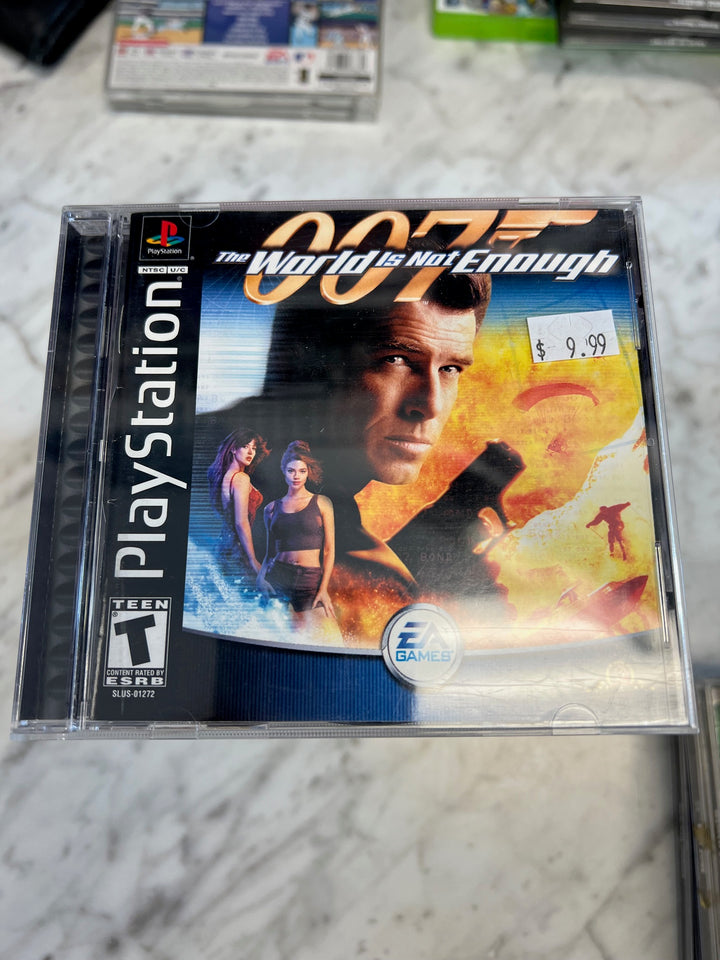 PlayStation
NTSC U/C
PlayStation
007
The World Is Not Enough
$ 9.99
BOND
EA
GAMES
TEEN
T
CONTENT RATED BY
ESRB
SLUS-01272